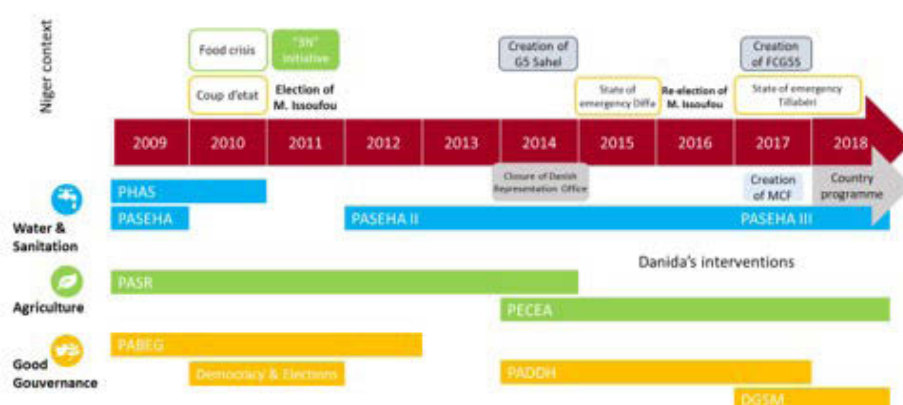 Niger context
Food crisis
"3N"
Initiative
Creation of
G5 Sahel
Creation
of FCG5S
Coup d'etat
Election of
M. Issoufou
State of
emergency Diffa
Re-election of
M. Issoufou
State of emergency
Tillabéri
2009
2010
2011
2012
2013
2014
2015
2016
2017
2018
Closure of Danish
Representation Office
Creation
of MCF
Country
programme
PHAS
PASEHA
PASEHA II
PASEHA III
Water &
Sanitation
Danida's interventions
PASR
PECEA
Agriculture
PABEG
Democracy & Elections
PADDH
DGSM
Good
Gouvernance